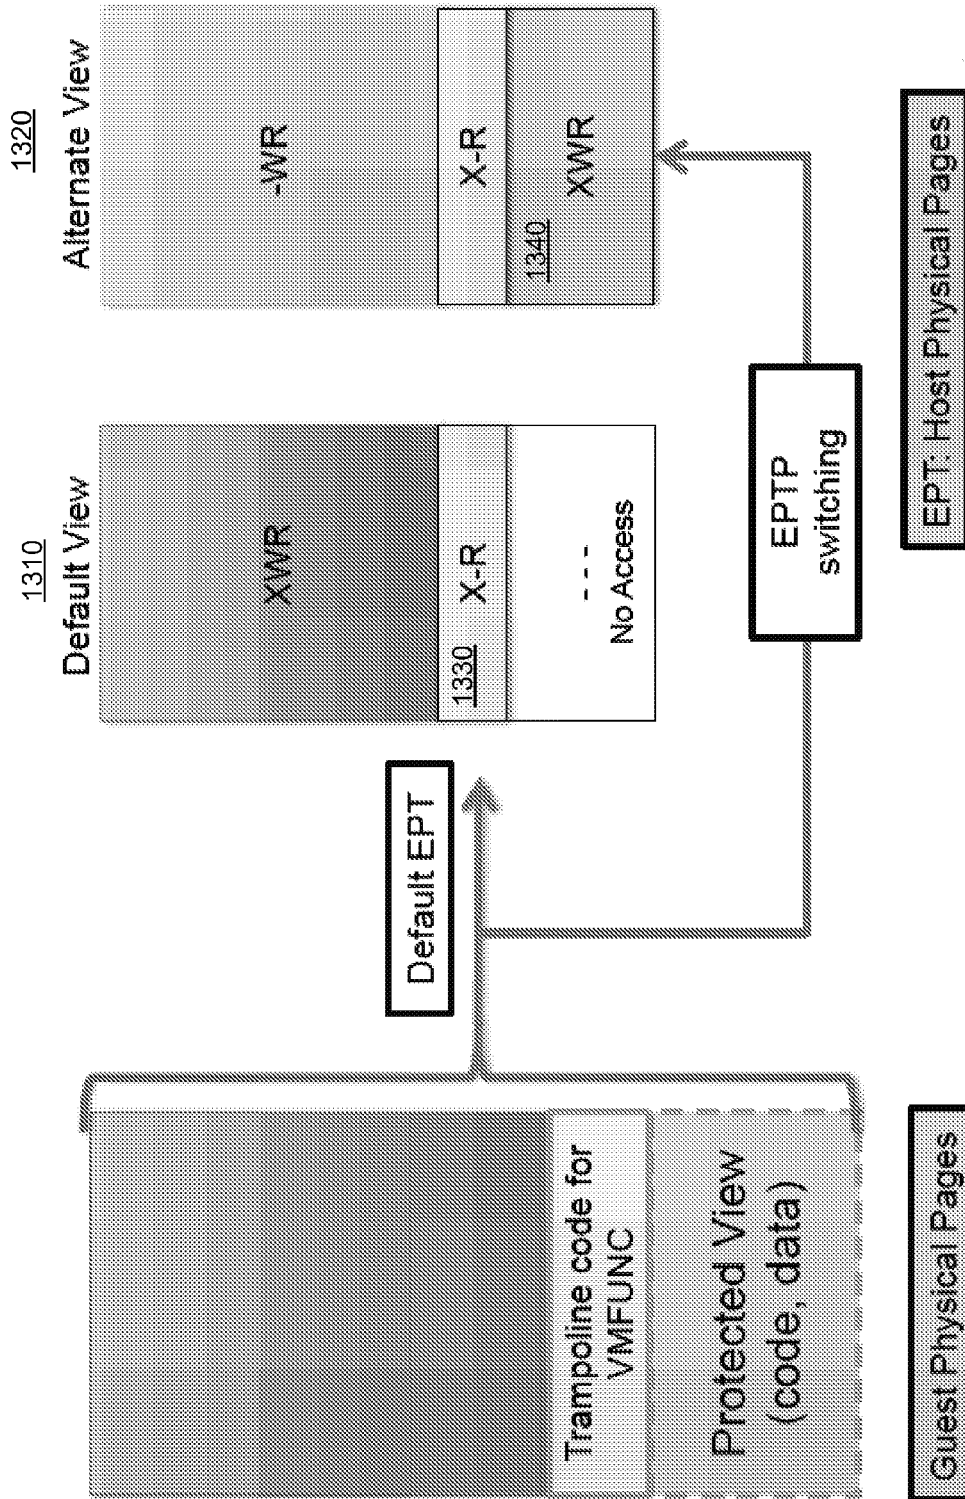 Trampoline code for
VMFUNC
Protected View
(code, data)
Guest Physical Pages
Default EPT
1310
Default View
XWR
1330
X-R
- - -
No Access
EPTP
switching
1320
Alternate View
-WR
X-R
1340
XWR
EPT: Host Physical Pages